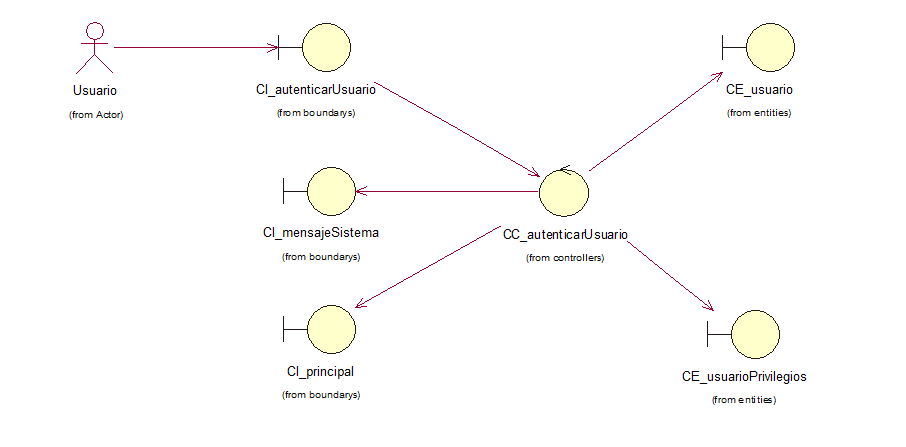 Usuario
(from Actor)
CI_autenticarUsuario
(from boundarys)
CE_usuario
(from entities)
CI_mensajeSistema
(from boundarys)
CC_autenticarUsuario
(from controllers)
CI_principal
(from boundarys)
CE_usuarioPrivilegios
(from entities)